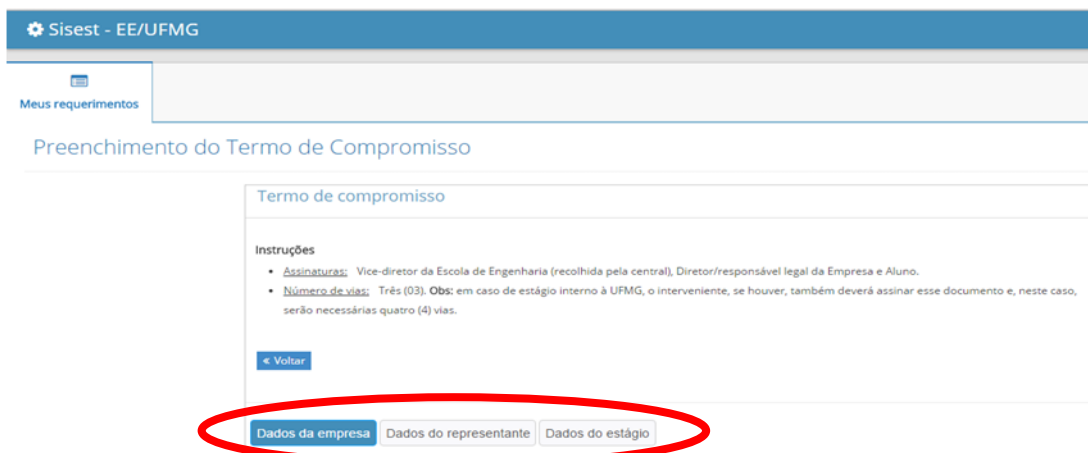 Sisest - EE/UFMG
Meus requerimentos
Preenchimento do Termo de Compromisso
Termo de compromisso
Instruções
Assinaturas: Vice-diretor da Escola de Engenharia (recolhida pela central), Diretor/responsável legal da Empresa e Aluno.
Número de vias: Três (03). Obs: em caso de estágio interno à UFMG, o interveniente, se houver, também deverá assinar esse documento e, neste caso,
serão necessárias quatro (4) vias.
« Voltar
Dados da empresa Dados do representante Dados do estágio